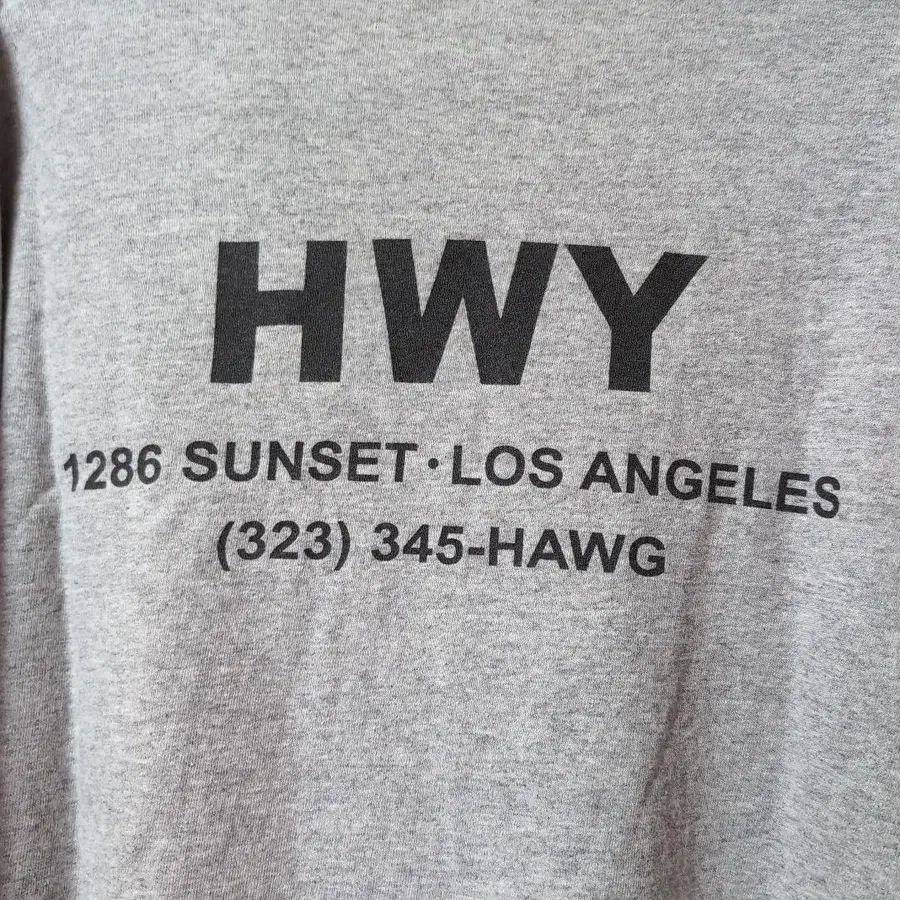 HWY
1286 SUNSET · LOS ANGELES
(323) 345-HAWG